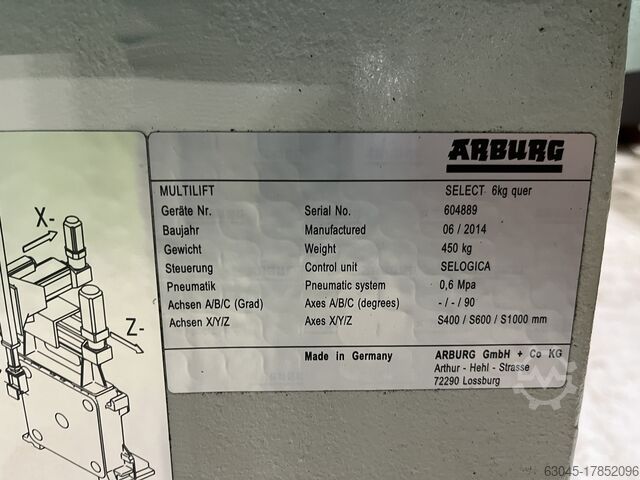 ARBURG
MULTILIFT SELECT 6kg quer
Geräte Nr. Serial No. 604889
Baujahr Manufactured 06 / 2014
Gewicht Weight 450 kg
Steuerung Control unit SELOGICA
Pneumatik Pneumatic system 0,6 Mpa
Achsen A/B/C (Grad) Axes A/B/C (degrees) - / - / 90
Achsen X/Y/Z Axes X/Y/Z S400 / S600 / S1000 mm
Made in Germany ARBURG GmbH + Co KG
Arthur - Hehl - Strasse
72290 Lossburg
X-
Z-
63045-17852096